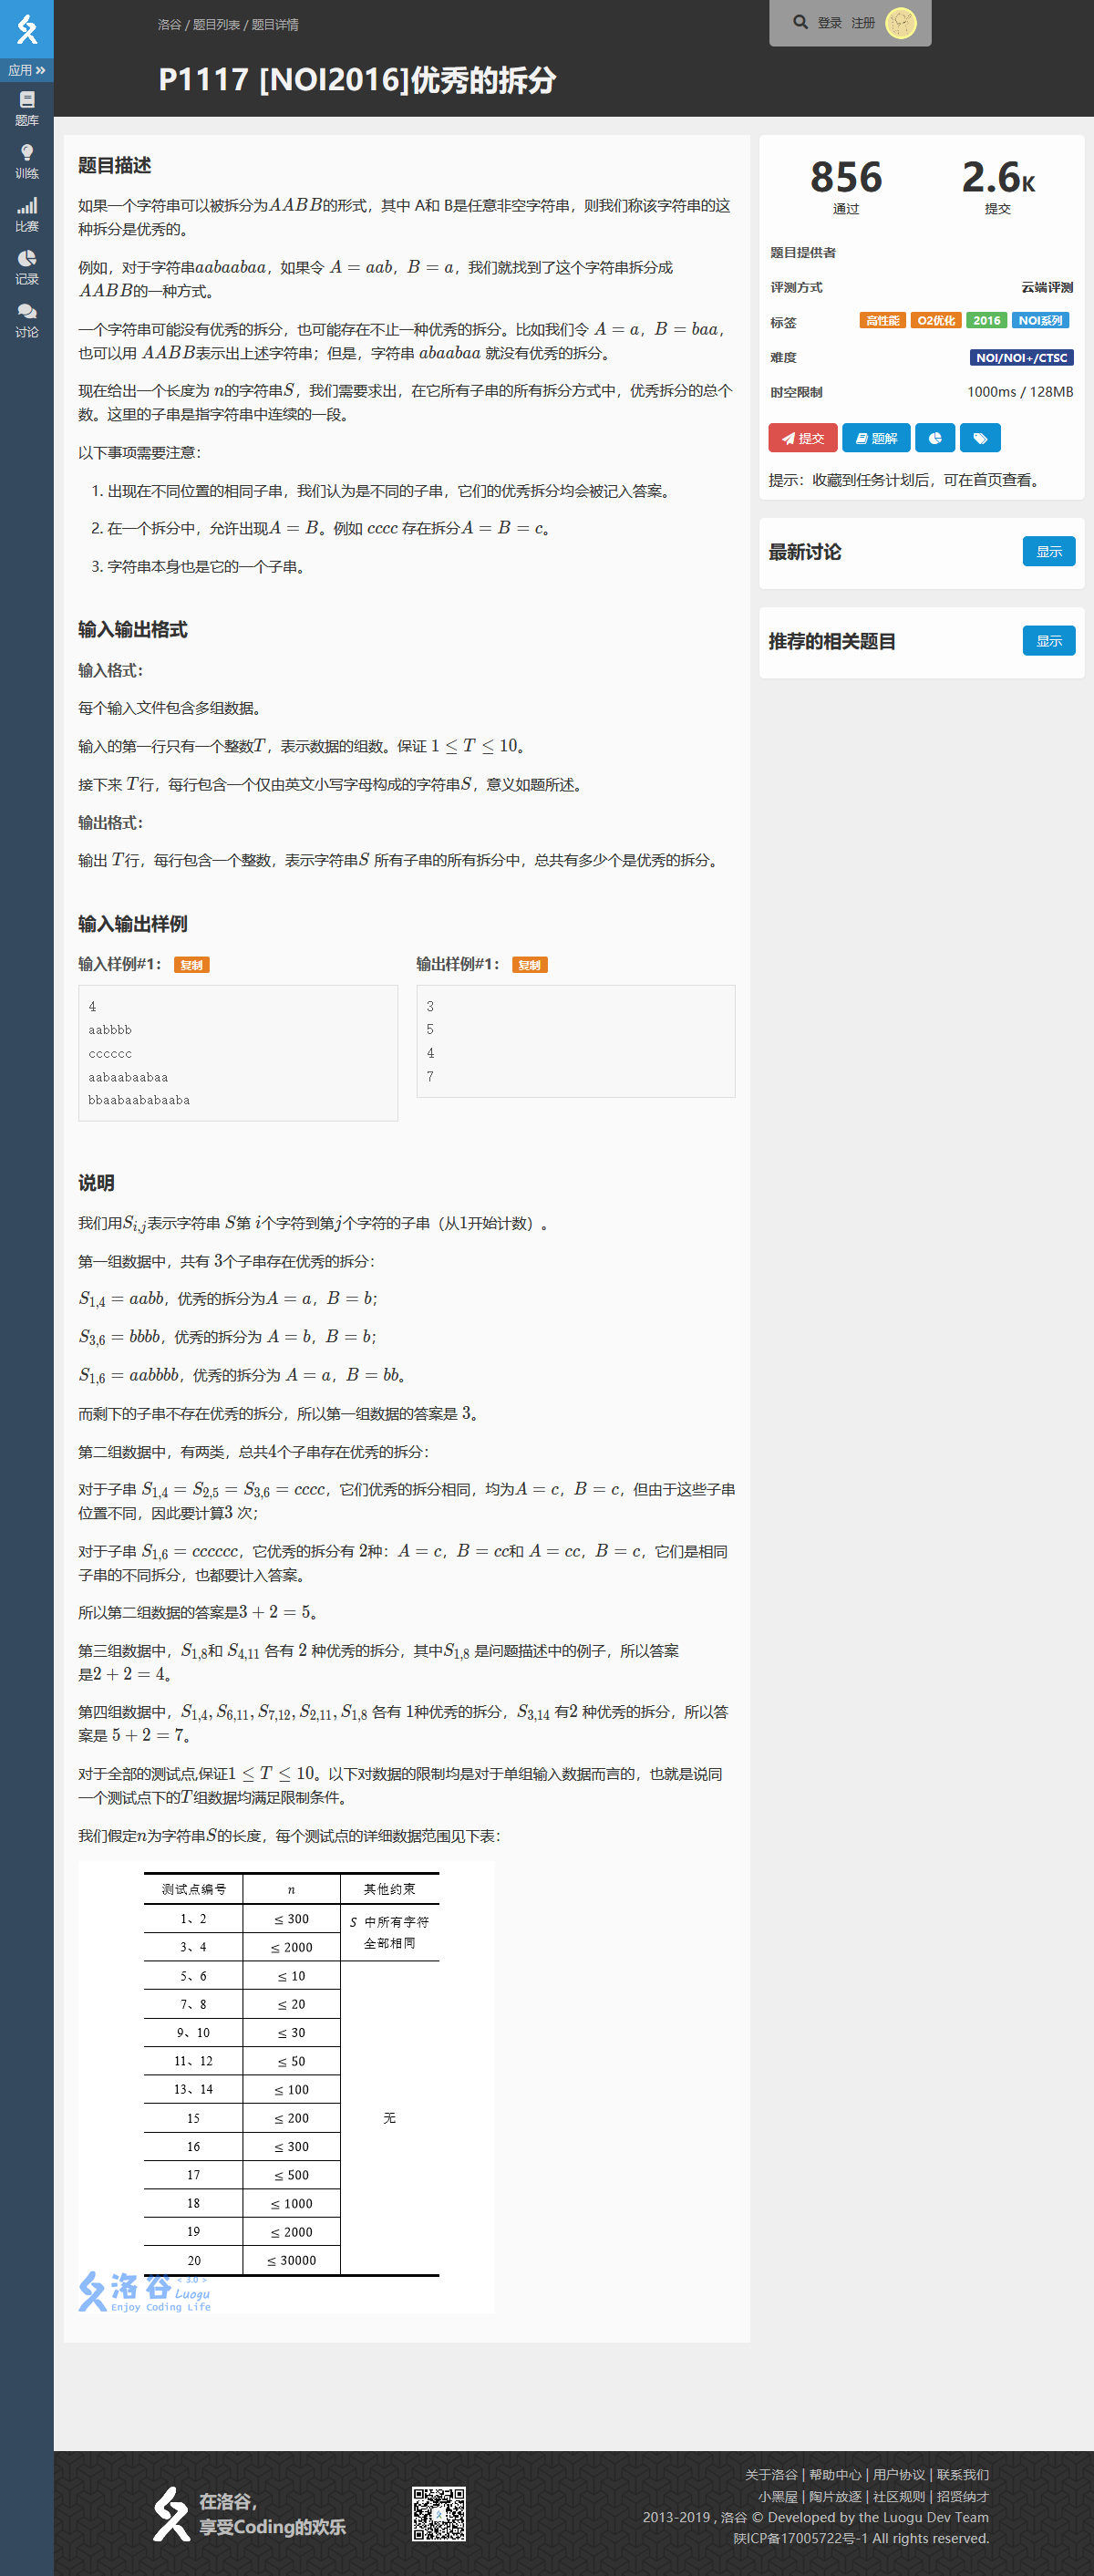 洛谷 / 题目列表 / 题目详情
登录 注册
应用
P1117 [NOI2016]优秀的拆分
题库
训练
比赛
记录
讨论
题目描述
如果一个字符串可以被拆分为AABB的形式，其中 A和 B是任意非空字符串，则我们称该字符串的这
种拆分是优秀的。
例如，对于字符串aabaabaa，如果令 A = aab，B = a，我们就找到了这个字符串拆分成
AABB的一种方式。
一个字符串可能没有优秀的拆分，也可能存在不止一种优秀的拆分。比如我们令 A = a，B = baa，
也可以用 AABB表示出上述字符串；但是，字符串 abaabaa 就没有优秀的拆分。
现在给出一个长度为 n的字符串S，我们需要求出，在它所有子串的所有拆分方式中，优秀拆分的总个
数。这里的子串是指字符串中连续的一段。
以下事项需要注意：
1. 出现在不同位置的相同子串，我们认为是不同的子串，它们的优秀拆分均会被记入答案。
2. 在一个拆分中，允许出现A = B。例如 cccc 存在拆分A = B = c。
3. 字符串本身也是它的一个子串。
输入输出格式
输入格式：
每个输入文件包含多组数据。
输入的第一行只有一个整数T，表示数据的组数。保证 1 ≤ T ≤ 10。
接下来 T行，每行包含一个仅由英文小写字母构成的字符串S，意义如题所述。
输出格式：
输出 T行，每行包含一个整数，表示字符串S 所有子串的所有拆分中，总共有多少个是优秀的拆分。
输入输出样例
输入样例#1： 复制
4
aabbbb
cccccc
aabaabaabaa
bbaabaababaaba
输出样例#1： 复制
3
5
4
7
说明
我们用S_{i,j}表示字符串 S第 i个字符到第j个字符的子串（从1开始计数）。
第一组数据中，共有 3个子串存在优秀的拆分：
S_{1,4} = aabb，优秀的拆分为A = a，B = b；
S_{3,6} = bbbb，优秀的拆分为 A = b，B = b；
S_{1,6} = aabbbb，优秀的拆分为 A = a，B = bb。
而剩下的子串不存在优秀的拆分，所以第一组数据的答案是 3。
第二组数据中，有两类，总共4个子串存在优秀的拆分：
对于子串 S_{1,4} = S_{2,5} = S_{3,6} = cccc，它们优秀的拆分相同，均为A = c，B = c，但由于这些子串
位置不同，因此要计算3 次；
对于子串 S_{1,6} = cccccc，它优秀的拆分有 2种：A = c，B = cc和 A = cc，B = c，它们是相同
子串的不同拆分，也都要计入答案。
所以第二组数据的答案是3 + 2 = 5。
第三组数据中，S_{1,8}和 S_{4,11} 各有 2 种优秀的拆分，其中S_{1,8} 是问题描述中的例子，所以答案
是2 + 2 = 4。
第四组数据中，S_{1,4}, S_{6,11}, S_{7,12}, S_{2,11}, S_{1,8} 各有 1种优秀的拆分，S_{3,14} 有2 种优秀的拆分，所以答
案是 5 + 2 = 7。
对于全部的测试点,保证1 ≤ T ≤ 10。以下对数据的限制均是对于单组输入数据而言的，也就是说同
一个测试点下的T组数据均满足限制条件。
我们假定n为字符串S的长度，每个测试点的详细数据范围见下表：
测试点编号 n 其他约束
1、2 ≤ 300 S 中所有字符
3、4 ≤ 2000 全部相同
5、6 ≤ 10
7、8 ≤ 20
9、10 ≤ 30
11、12 ≤ 50
13、14 ≤ 100
15 ≤ 200 无
16 ≤ 300
17 ≤ 500
18 ≤ 1000
19 ≤ 2000
20 ≤ 30000
洛谷 < 3.0 >
Luogu
Enjoy Coding Life
856 2.6K
通过 提交
题目提供者
评测方式 云端评测
标签 高性能 O2优化 2016 NOI系列
难度 NOI/NOI+/CTSC
时空限制 1000ms / 128MB
提交 题解
提示：收藏到任务计划后，可在首页查看。
最新讨论 显示
推荐的相关题目 显示
在洛谷，
享受Coding的欢乐
关于洛谷 | 帮助中心 | 用户协议 | 联系我们
小黑屋 | 陶片放逐 | 社区规则 | 招贤纳才
2013-2019 , 洛谷 © Developed by the Luogu Dev Team
陕ICP备17005722号-1 All rights reserved.